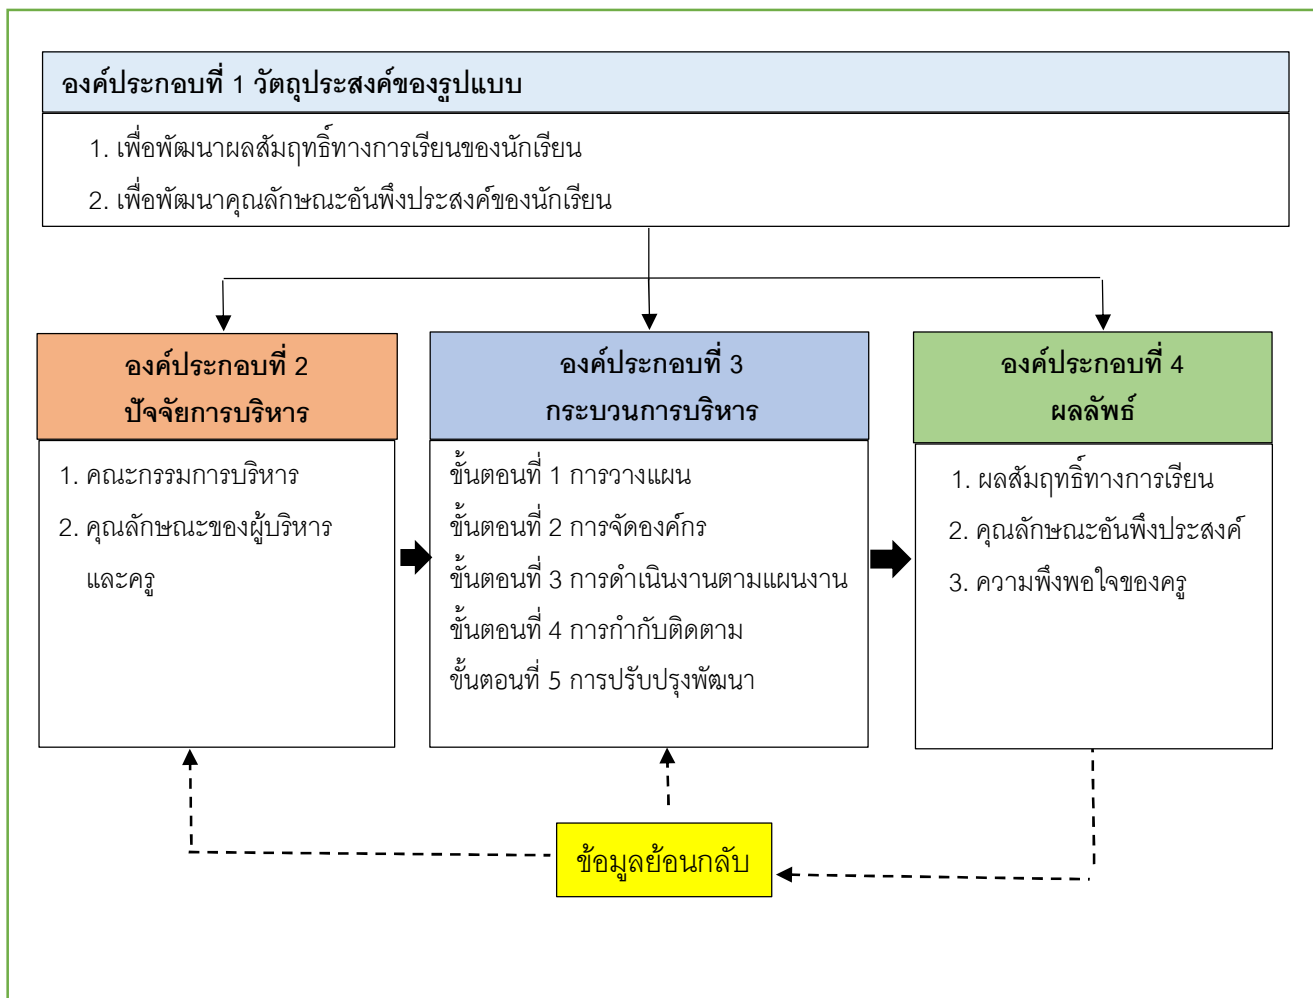 องค์ประกอบที่ 1 วัตถุประสงค์ของรูปแบบ
1. เพื่อพัฒนาผลสัมฤทธิ์ทางการเรียนของนักเรียน
2. เพื่อพัฒนาคุณลักษณะอันพึงประสงค์ของนักเรียน
องค์ประกอบที่ 2
ปัจจัยการบริหาร
1. คณะกรรมการบริหาร
2. คุณลักษณะของผู้บริหาร
และครู
องค์ประกอบที่ 3
กระบวนการบริหาร
ขั้นตอนที่ 1 การวางแผน
ขั้นตอนที่ 2 การจัดองค์กร
ขั้นตอนที่ 3 การดำเนินงานตามแผนงาน
ขั้นตอนที่ 4 การกำกับติดตาม
ขั้นตอนที่ 5 การปรับปรุงพัฒนา
องค์ประกอบที่ 4
ผลลัพธ์
1. ผลสัมฤทธิ์ทางการเรียน
2. คุณลักษณะอันพึงประสงค์
3. ความพึงพอใจของครู
ข้อมูลย้อนกลับ